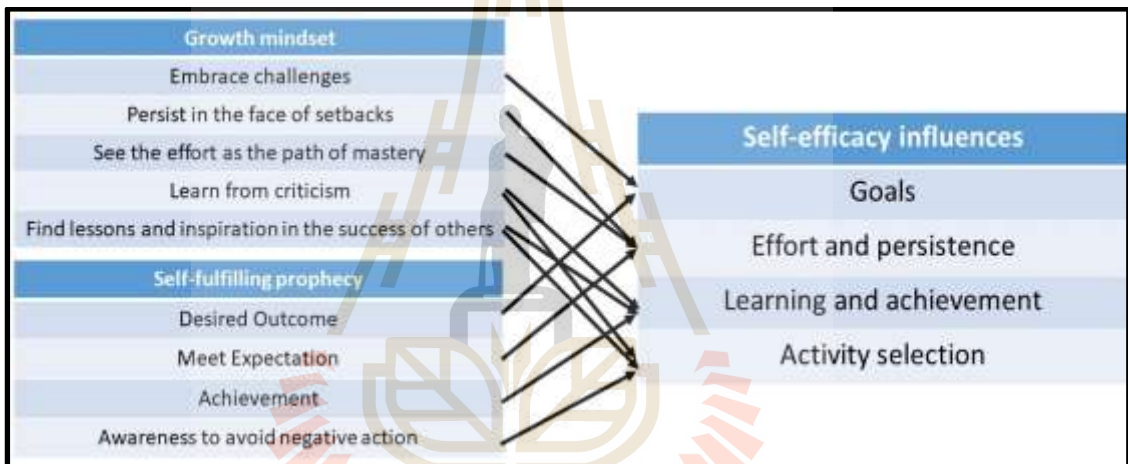 Growth mindset
Embrace challenges
Persist in the face of setbacks
See the effort as the path of mastery
Learn from criticism
Find lessons and inspiration in the success of others
Self-fulfilling prophecy
Desired Outcome
Meet Expectation
Achievement
Awareness to avoid negative action
Self-efficacy influences
Goals
Effort and persistence
Learning and achievement
Activity selection